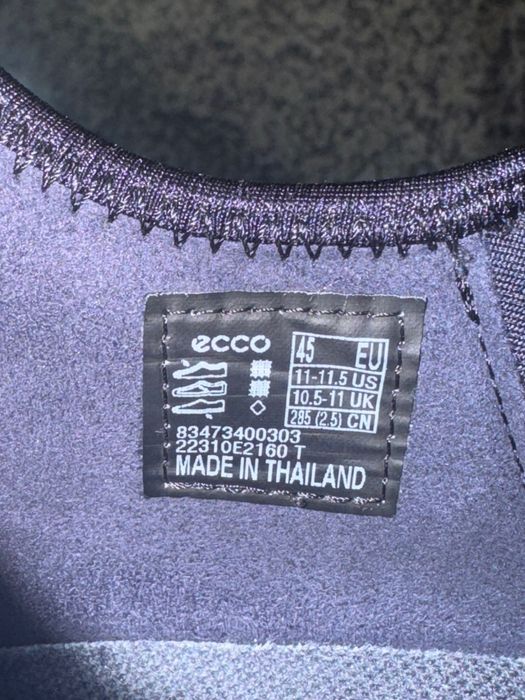 ecco
45 EU
11-11.5 US
10.5-11 UK
285 (2.5) CN
83473400303
22310E2160 T
MADE IN THAILAND